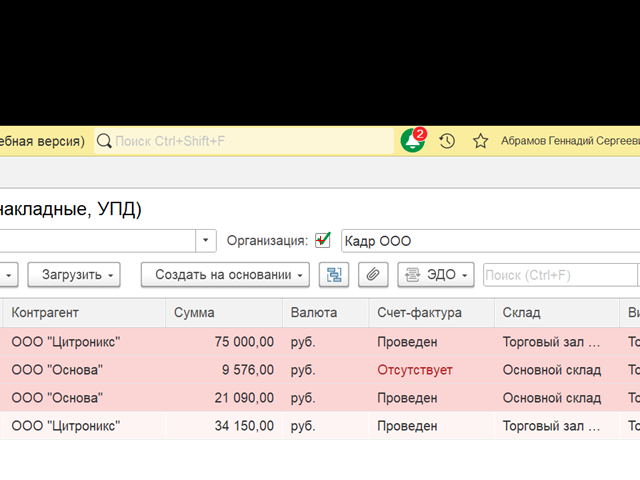 ебная версия) Поиск Ctrl+Shift+F 2 Абрамов Геннадий Сергееви
накладные, УПД)
Организация: Кадр ООО
Загрузить Создать на основании ЭДО Поиск (Ctrl+F)
Контрагент Сумма Валюта Счет-фактура Склад Ви
ООО "Цитроникс" 75 000,00 руб. Проведен Торговый зал ... То
ООО "Основа" 9 576,00 руб. Отсутствует Основной склад То
ООО "Основа" 21 090,00 руб. Проведен Основной склад То
ООО "Цитроникс" 34 150,00 руб. Проведен Торговый зал ... То